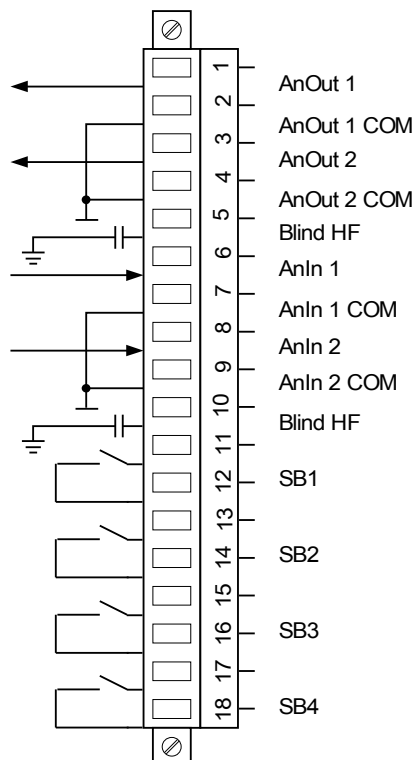 1
AnOut 1
2
AnOut 1 COM
3
AnOut 2
4
AnOut 2 COM
5
Blind HF
6
AnIn 1
7
AnIn 1 COM
8
AnIn 2
9
AnIn 2 COM
10
Blind HF
11
12
SB1
13
14
SB2
15
16
SB3
17
18
SB4